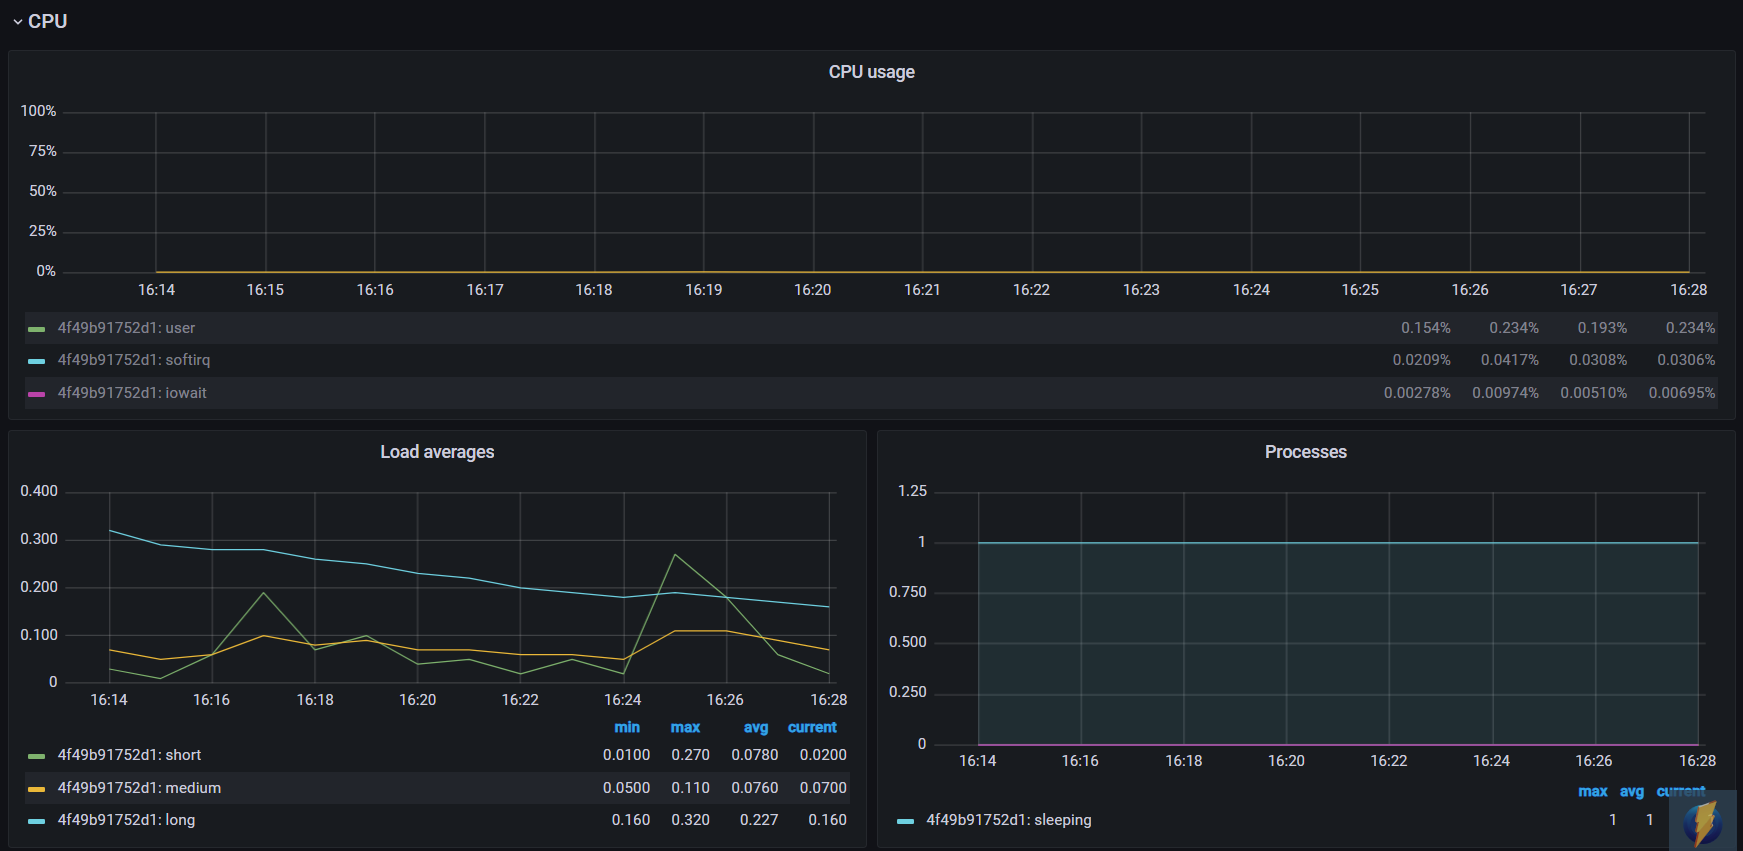 CPU
CPU usage
100%
75%
50%
25%
0%
16:14 16:15 16:16 16:17 16:18 16:19 16:20 16:21 16:22 16:23 16:24 16:25 16:26 16:27 16:28
4f49b91752d1: user 0.154% 0.234% 0.193% 0.234%
4f49b91752d1: softirq 0.0209% 0.0417% 0.0308% 0.0306%
4f49b91752d1: iowait 0.00278% 0.00974% 0.00510% 0.00695%
Load averages
0.400
0.300
0.200
0.100
0
16:14 16:16 16:18 16:20 16:22 16:24 16:26 16:28
min max avg current
4f49b91752d1: short 0.0100 0.270 0.0780 0.0200
4f49b91752d1: medium 0.0500 0.110 0.0760 0.0700
4f49b91752d1: long 0.160 0.320 0.227 0.160
Processes
1.25
1
0.750
0.500
0.250
0
16:14 16:16 16:18 16:20 16:22 16:24 16:26 16:28
max avg current
4f49b91752d1: sleeping 1 1